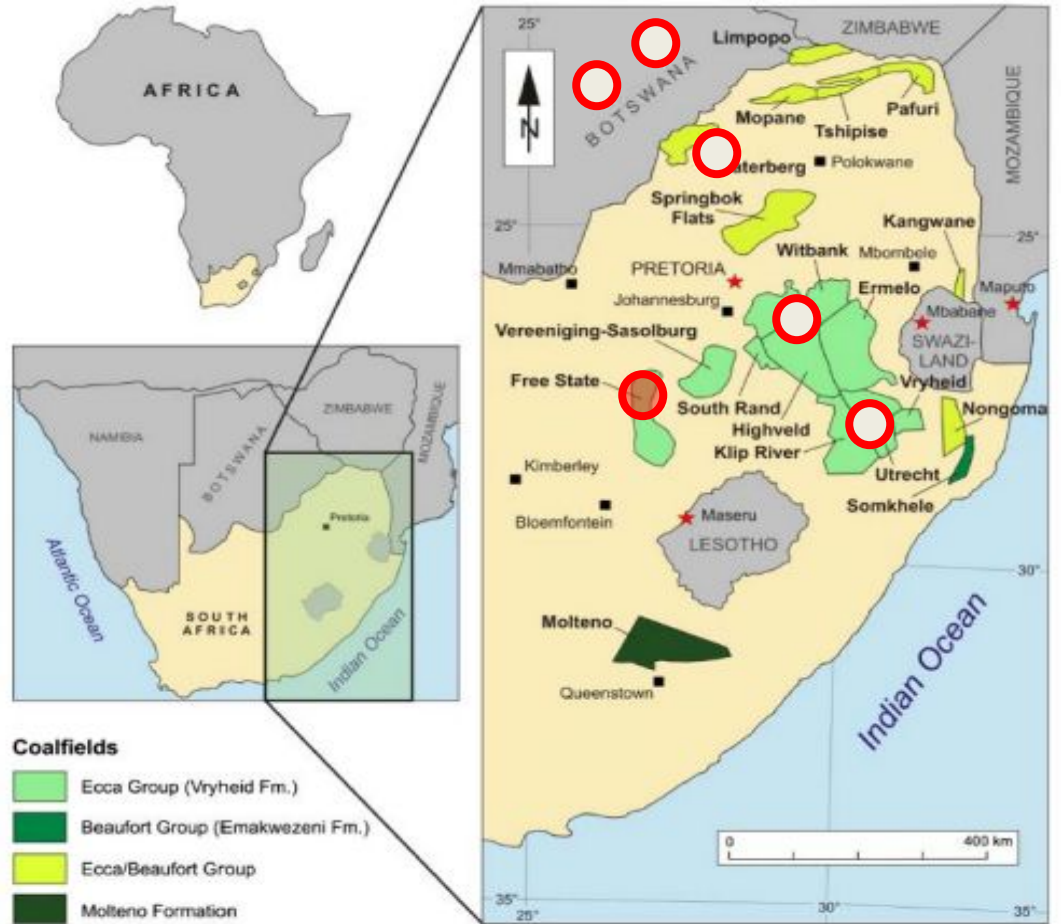 AFRICA
NAMIBIA
BOTSWANA
ZIMBABWE
MOZAMBIQUE
Pretoria
SOUTH
AFRICA
Atlantic Ocean
Indian Ocean
Coalfields
Ecca Group (Vryheid Fm.)
Beaufort Group (Emakwezeni Fm.)
Ecca/Beaufort Group
Molteno Formation
25°
ZIMBABWE
Limpopo
N
BOTSWANA
MOZAMBIQUE
Mopane
Tshipise
Pafuri
aterberg
Polokwane
Springbok
Flats
25°
25°
Kangwane
Witbank
Mbombele
Mmabatho
PRETORIA
Ermelo
Maputo
Johannesburg
Mbabane
Vereeniging-Sasolburg
SWAZI-
LAND
Free State
Vryheid
South Rand
Nongoma
Highveld
Klip River
Kimberley
Utrecht
Somkhele
Bloemfontein
Maseru
LESOTHO
30°
Molteno
Queenstown
Indian Ocean
0
400 km
35°
25°
30°
35°